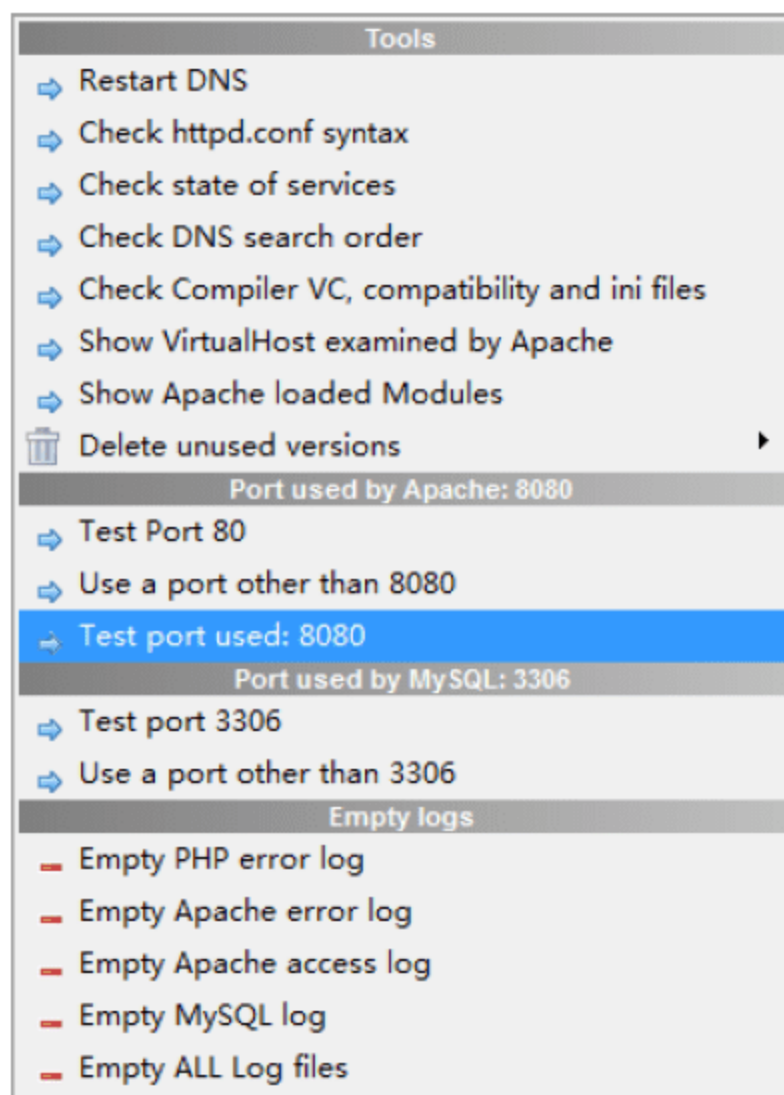 Tools
Restart DNS
Check httpd.conf syntax
Check state of services
Check DNS search order
Check Compiler VC, compatibility and ini files
Show VirtualHost examined by Apache
Show Apache loaded Modules
Delete unused versions
Port used by Apache: 8080
Test Port 80
Use a port other than 8080
Test port used: 8080
Port used by MySQL: 3306
Test port 3306
Use a port other than 3306
Empty logs
Empty PHP error log
Empty Apache error log
Empty Apache access log
Empty MySQL log
Empty ALL Log files